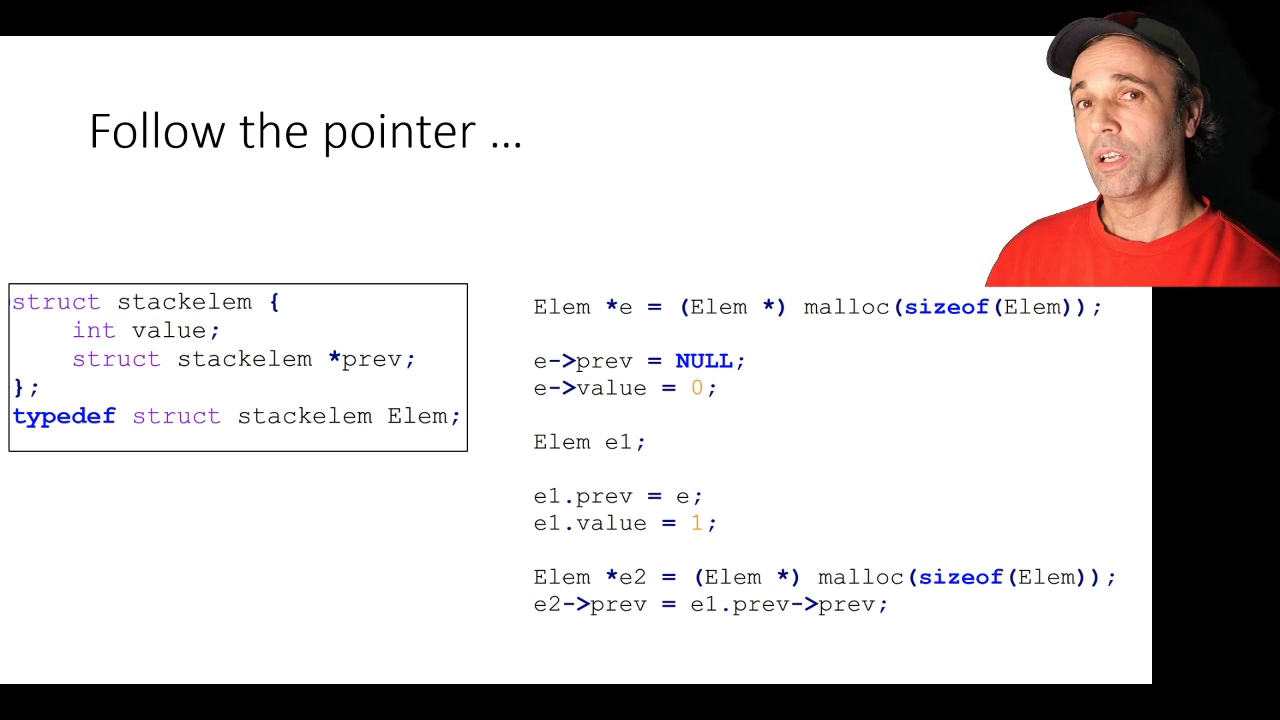 Follow the pointer ...
struct stackelem {
    int value;
    struct stackelem *prev;
};
typedef struct stackelem Elem;
Elem *e = (Elem *) malloc(sizeof(Elem));
e->prev = NULL;
e->value = 0;
Elem e1;
e1.prev = e;
e1.value = 1;
Elem *e2 = (Elem *) malloc(sizeof(Elem));
e2->prev = e1.prev->prev;